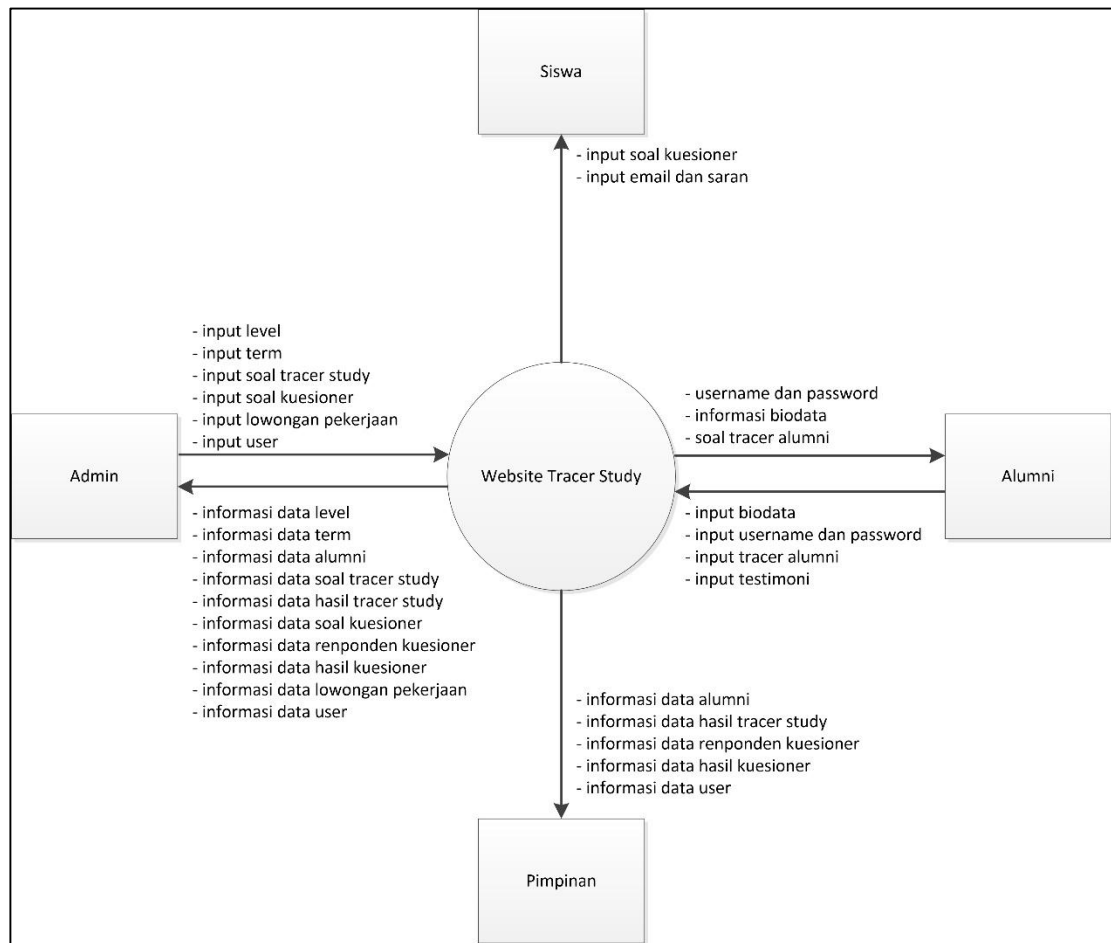 Siswa
- input soal kuesioner
- input email dan saran
- input level
- input term
- input soal tracer study
- input soal kuesioner
- input lowongan pekerjaan
- input user
- username dan password
- informasi biodata
- soal tracer alumni
Admin
Website Tracer Study
Alumni
- informasi data level
- informasi data term
- informasi data alumni
- informasi data soal tracer study
- informasi data hasil tracer study
- informasi data soal kuesioner
- informasi data renponden kuesioner
- informasi data hasil kuesioner
- informasi data lowongan pekerjaan
- informasi data user
- input biodata
- input username dan password
- input tracer alumni
- input testimoni
- informasi data alumni
- informasi data hasil tracer study
- informasi data renponden kuesioner
- informasi data hasil kuesioner
- informasi data user
Pimpinan